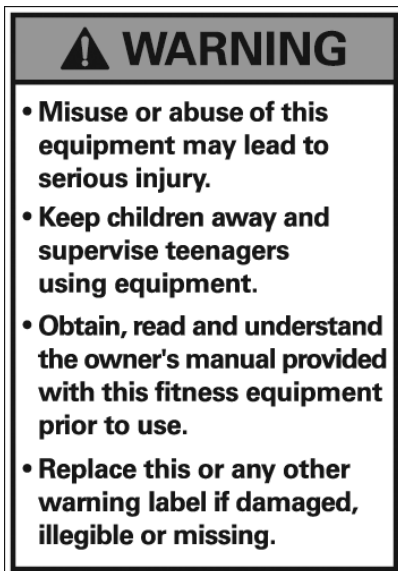 WARNING
• Misuse or abuse of this
equipment may lead to
serious injury.
• Keep children away and
supervise teenagers
using equipment.
• Obtain, read and understand
the owner's manual provided
with this fitness equipment
prior to use.
• Replace this or any other
warning label if damaged,
illegible or missing.